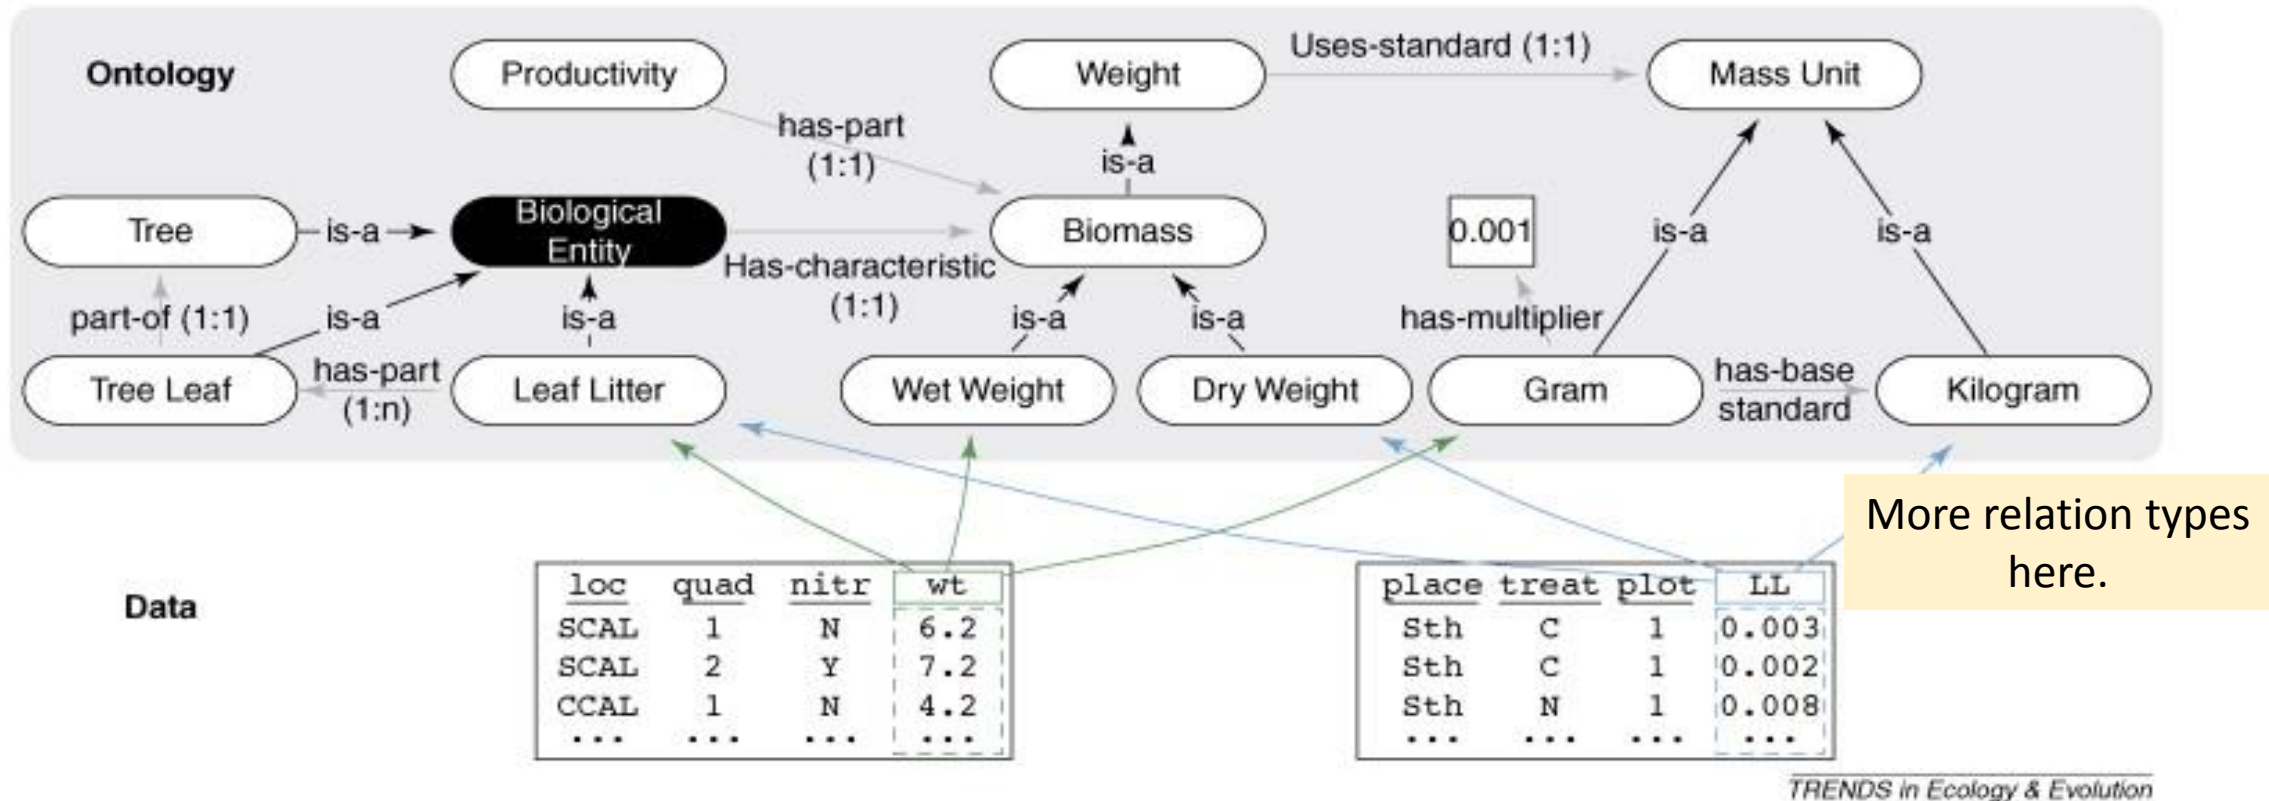 Ontology
Productivity
Weight
Uses-standard (1:1)
Mass Unit
has-part
(1:1)
is-a
Tree
is-a
Biological
Entity
Has-characteristic
(1:1)
Biomass
0.001
is-a
is-a
part-of (1:1)
is-a
is-a
is-a
is-a
has-multiplier
Tree Leaf
has-part
(1:n)
Leaf Litter
Wet Weight
Dry Weight
Gram
has-base
standard
Kilogram
More relation types
here.
Data
loc quad nitr wt
SCAL 1 N 6.2
SCAL 2 Y 7.2
CCAL 1 N 4.2
... ... ... ...
place treat plot LL
Sth C 1 0.003
Sth C 1 0.002
Sth N 1 0.008
... ... ... ...
TRENDS in Ecology & Evolution